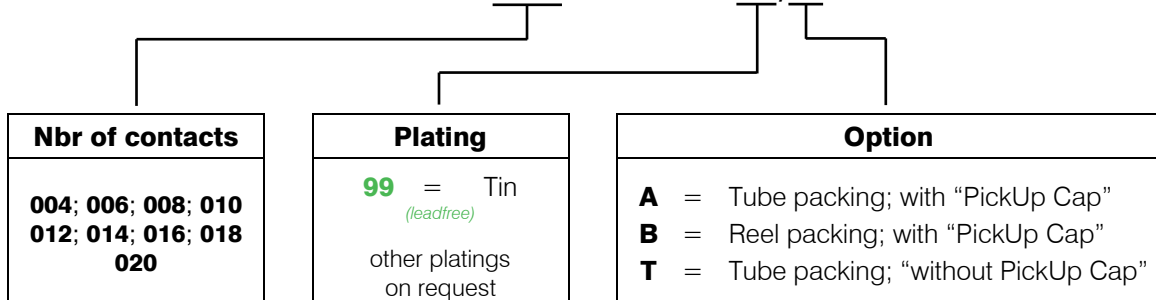 Nbr of contacts
004; 006; 008; 010
012; 014; 016; 018
020
Plating
99 = Tin
(leadfree)
other platings
on request
Option
A = Tube packing; with “PickUp Cap”
B = Reel packing; with “PickUp Cap”
T = Tube packing; “without PickUp Cap”